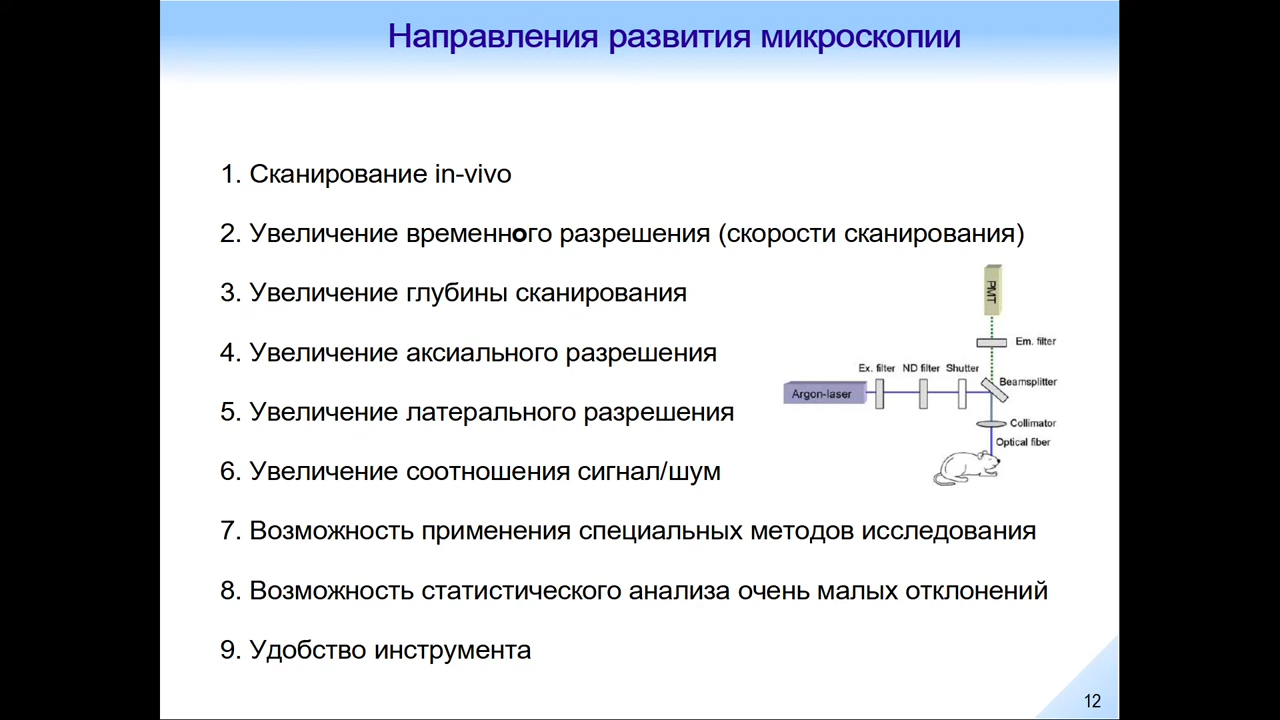 Направления развития микроскопии
1. Сканирование in-vivo
2. Увеличение временного разрешения (скорости сканирования)
3. Увеличение глубины сканирования
4. Увеличение аксиального разрешения
5. Увеличение латерального разрешения
6. Увеличение соотношения сигнал/шум
7. Возможность применения специальных методов исследования
8. Возможность статистического анализа очень малых отклонений
9. Удобство инструмента
PMT
Em. filter
Ex. filter ND filter Shutter
Beamsplitter
Argon-laser
Collimator
Optical fiber
12